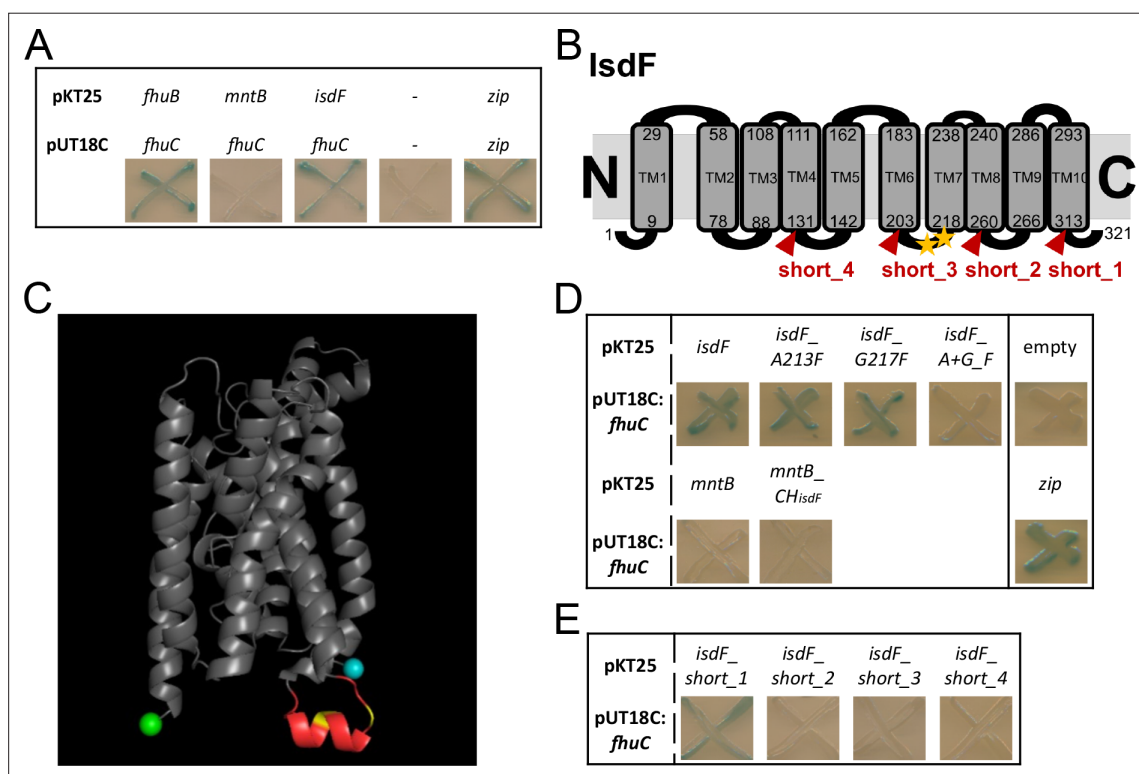 A
pKT25 fhuB mntB isdF - zip
pUT18C fhuC fhuC fhuC - zip
B
IsdF
29 58 108 111 162 183 238 240 286 293
N TM1 TM2 TM3 TM4 TM5 TM6 TM7 TM8 TM9 TM10 C
9 78 88 131 142 203 218 260 266 313
1 321
short_4 short_3 short_2 short_1
C
D
pKT25 isdF isdF_ isdF_ isdF_ empty
A213F G217F A+G_F
pUT18C:
fhuC
pKT25 mntB mntB_ zip
CHisdF
pUT18C:
fhuC
E
pKT25 isdF_ isdF_ isdF_ isdF_
short_1 short_2 short_3 short_4
pUT18C:
fhuC